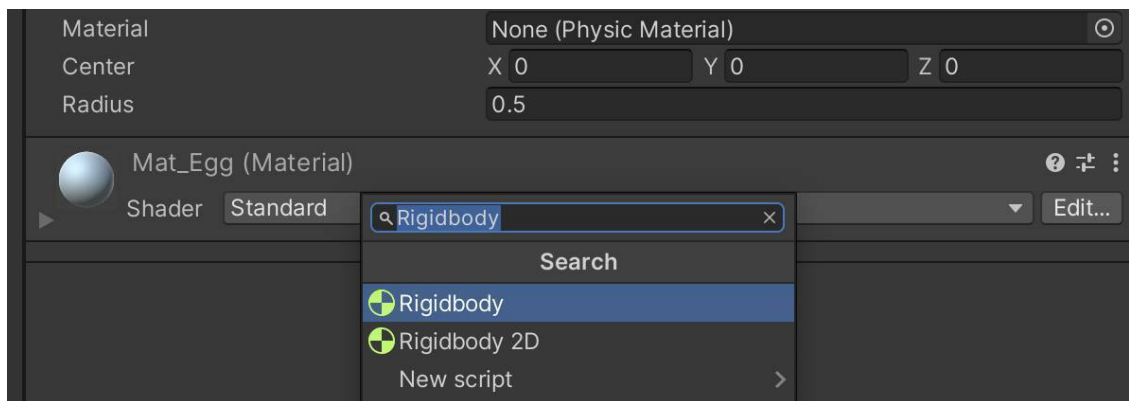 Material None (Physic Material)
Center X 0 Y 0 Z 0
Radius 0.5
Mat_Egg (Material)
Shader Standard Edit...
Rigidbody
Search
Rigidbody
Rigidbody 2D
New script